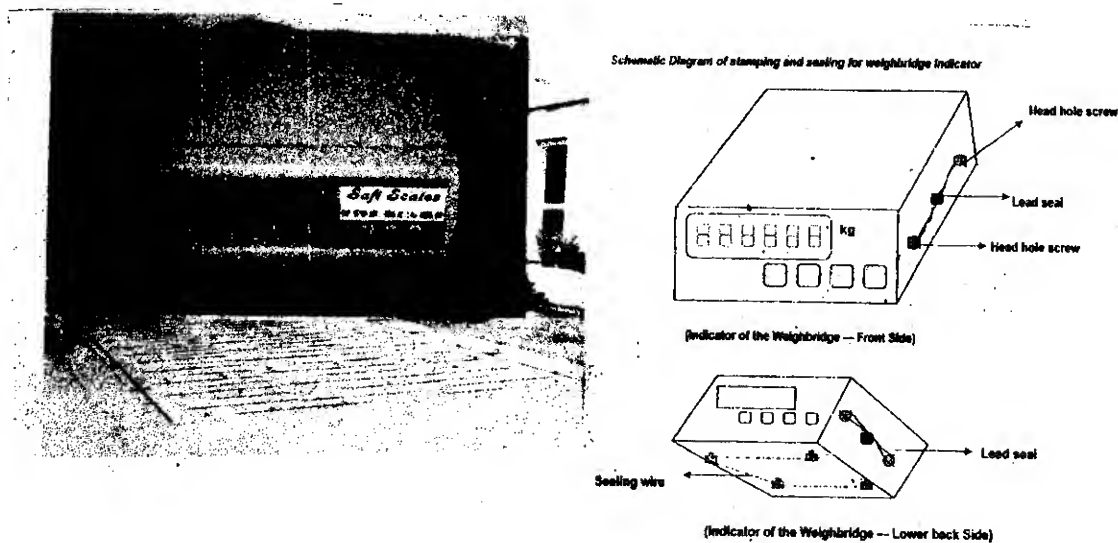 Saft Scales
Schematic Diagram of stamping and sealing for weighbridge Indicator
Head hole screw
Lead seal
kg
Head hole screw
(Indicator of the Weighbridge — Front Side)
Lead seal
Sealing wire
(Indicator of the Weighbridge — Lower back Side)